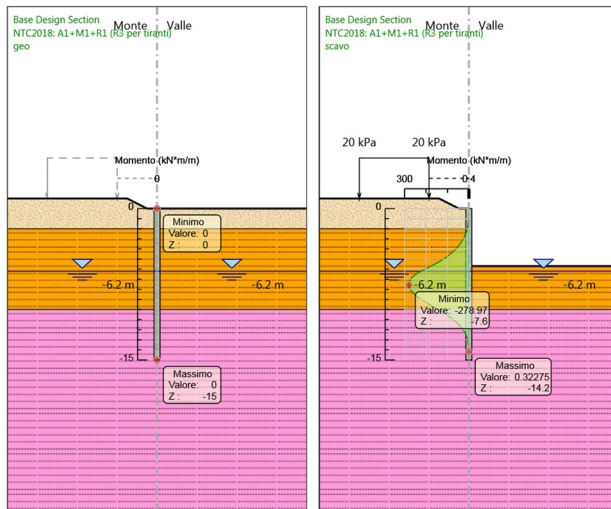 Base Design Section
NTC2018: A1+M1+R1 (R3 per tiranti)
geo
Monte Valle
Momento (kN*m/m)
0
0
Minimo
Valore: 0
Z : 0
-6.2 m
-6.2 m
-15
Massimo
Valore: 0
Z : -15
Base Design Section
NTC2018: A1+M1+R1 (R3 per tiranti)
scavo
Monte Valle
20 kPa
20 kPa
Momento (kN*m/m)
300
0.4
0
-6.2 m
-6.2 m
Minimo
Valore: -278.97
Z : -7.6
-15
Massimo
Valore: 0.32275
Z : -14.2